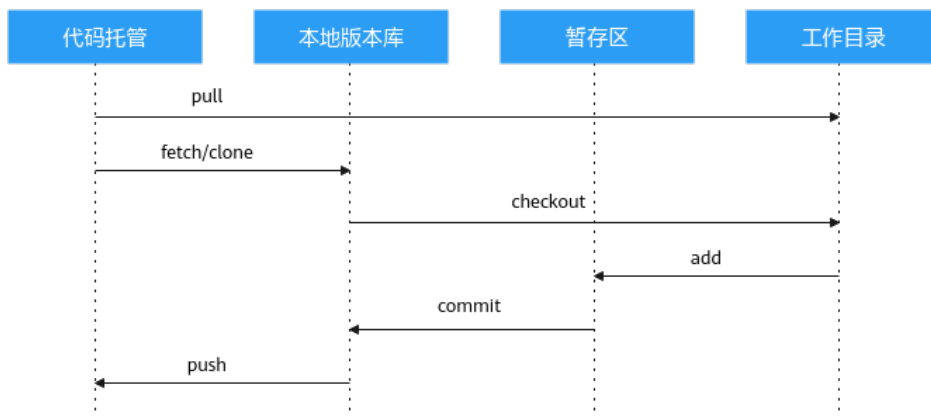 代码托管
本地版本库
暂存区
工作目录
pull
fetch/clone
checkout
add
commit
push